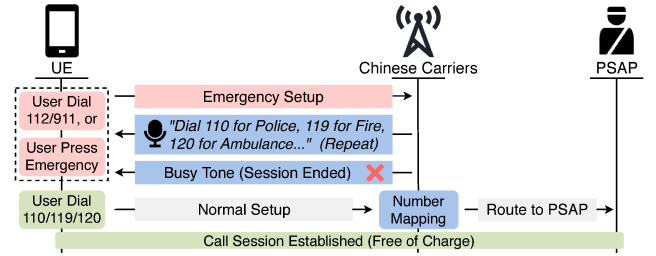 UE
Chinese Carriers
PSAP
User Dial
112/911, or
Emergency Setup
"Dial 110 for Police, 119 for Fire,
120 for Ambulance..." (Repeat)
User Press
Emergency
Busy Tone (Session Ended)
User Dial
110/119/120
Normal Setup
Number
Mapping
Route to PSAP
Call Session Established (Free of Charge)